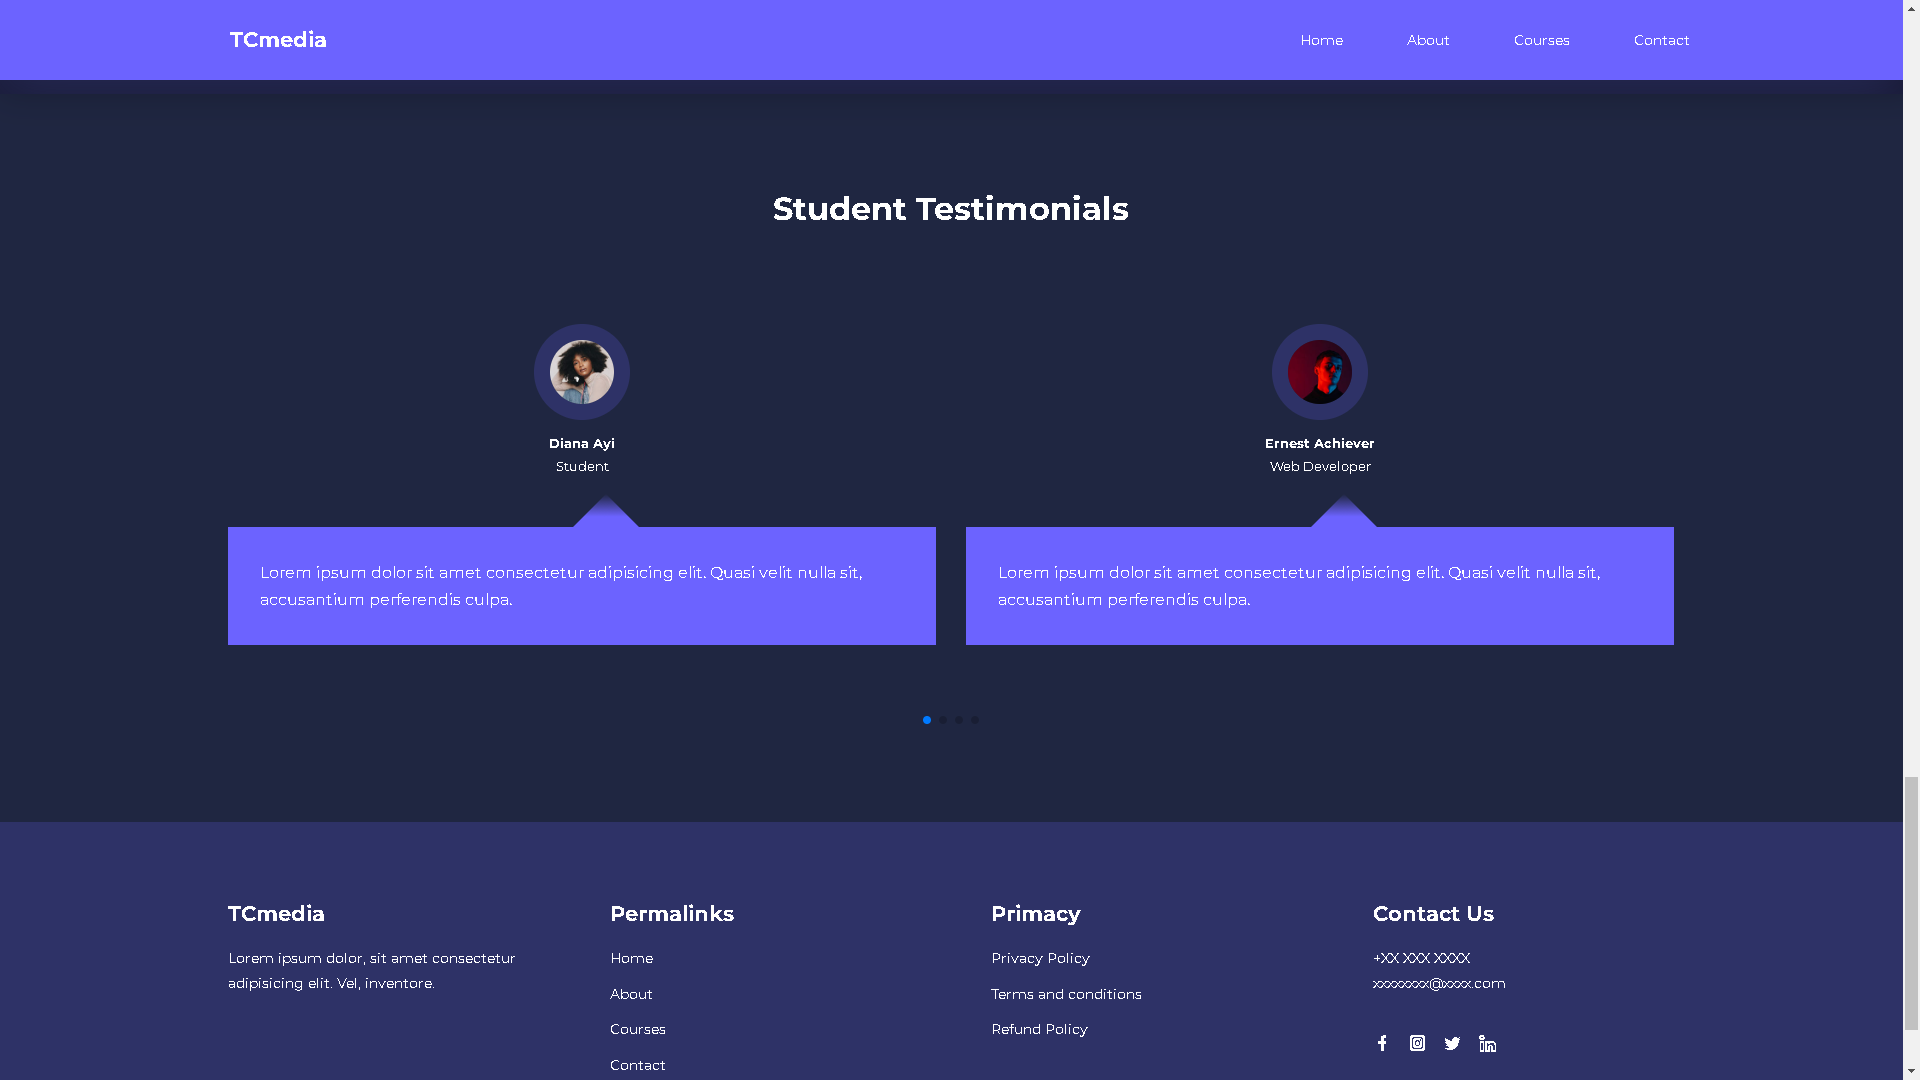 TCmedia
Home
About
Courses
Contact
Student Testimonials
Diana Ayi
Student
Lorem ipsum dolor sit amet consectetur adipisicing elit. Quasi velit nulla sit,
accusantium perferendis culpa.
Ernest Achiever
Web Developer
Lorem ipsum dolor sit amet consectetur adipisicing elit. Quasi velit nulla sit,
accusantium perferendis culpa.
TCmedia
Lorem ipsum dolor, sit amet consectetur
adipisicing elit. Vel, inventore.
Permalinks
Home
About
Courses
Contact
Primacy
Privacy Policy
Terms and conditions
Refund Policy
Contact Us
+XX XXX XXXX
xxxxxxx@xxxx.com